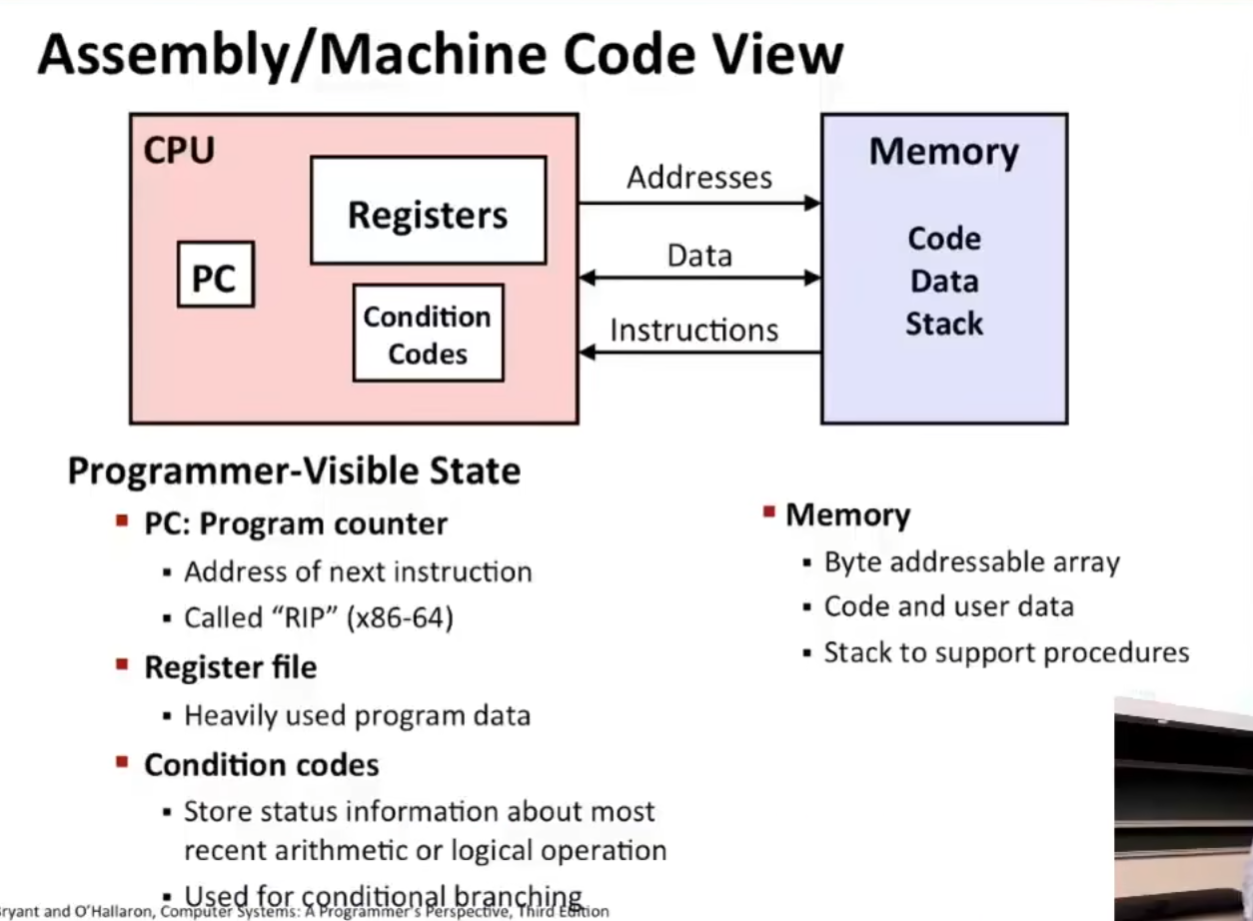 Assembly/Machine Code View
CPU
Registers
PC
Condition
Codes
Addresses
Data
Instructions
Memory
Code
Data
Stack
Programmer-Visible State
▪ PC: Program counter
▪ Address of next instruction
▪ Called “RIP” (x86-64)
▪ Register file
▪ Heavily used program data
▪ Condition codes
▪ Store status information about most
recent arithmetic or logical operation
▪ Used for conditional branching
▪ Memory
▪ Byte addressable array
▪ Code and user data
▪ Stack to support procedures
ryant and O’Hallaron, Computer Systems: A Programmer’s Perspective, Third Edition